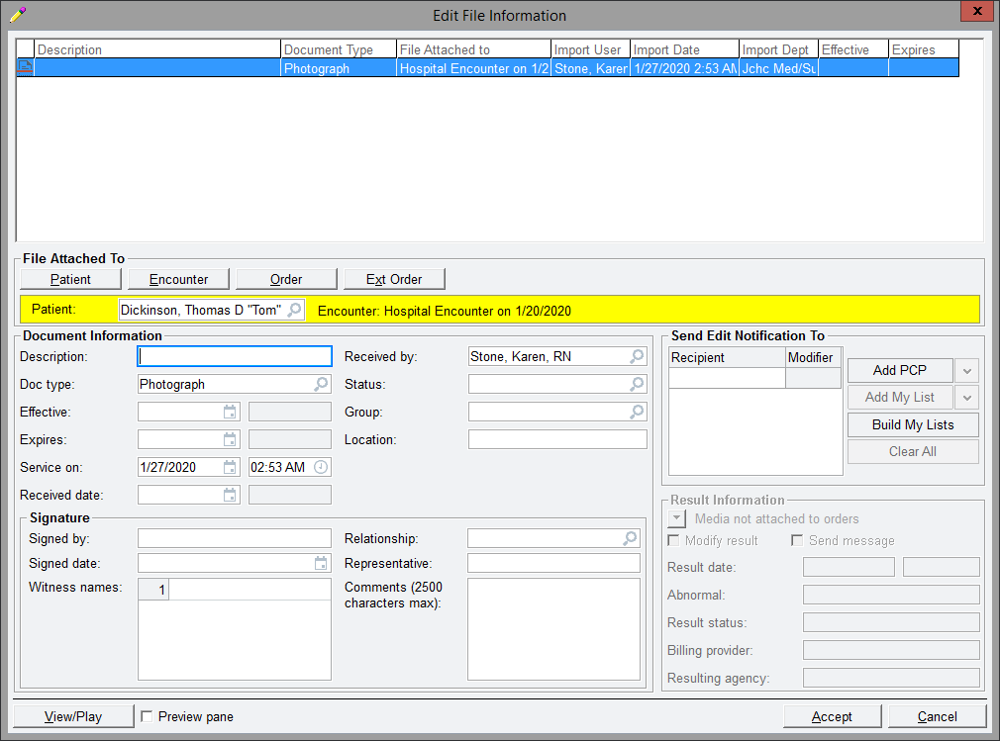 Edit File Information
x
Description Document Type File Attached to Import User Import Date Import Dept Effective Expires
Photograph Hospital Encounter on 1/2 Stone, Karer 1/27/2020 2:53 AM Jchc Med/Su
File Attached To
Patient Encounter Order Ext Order
Patient: Dickinson, Thomas D "Tom" Encounter: Hospital Encounter on 1/20/2020
Document Information
Description:
Doc type: Photograph
Effective:
Expires:
Service on: 1/27/2020 02:53 AM
Received date:
Received by: Stone, Karen, RN
Status:
Group:
Location:
Signature
Signed by:
Signed date:
Witness names: 1
Relationship:
Representative:
Comments (2500
characters max):
Send Edit Notification To
Recipient Modifier
Add PCP
Add My List
Build My Lists
Clear All
Result Information
Media not attached to orders
Modify result Send message
Result date:
Abnormal:
Result status:
Billing provider:
Resulting agency:
View/Play Preview pane Accept Cancel